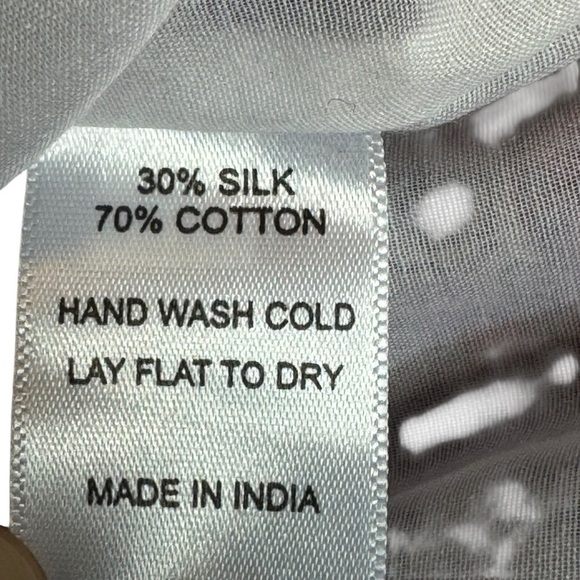 30% SILK
70% COTTON
HAND WASH COLD
LAY FLAT TO DRY
MADE IN INDIA